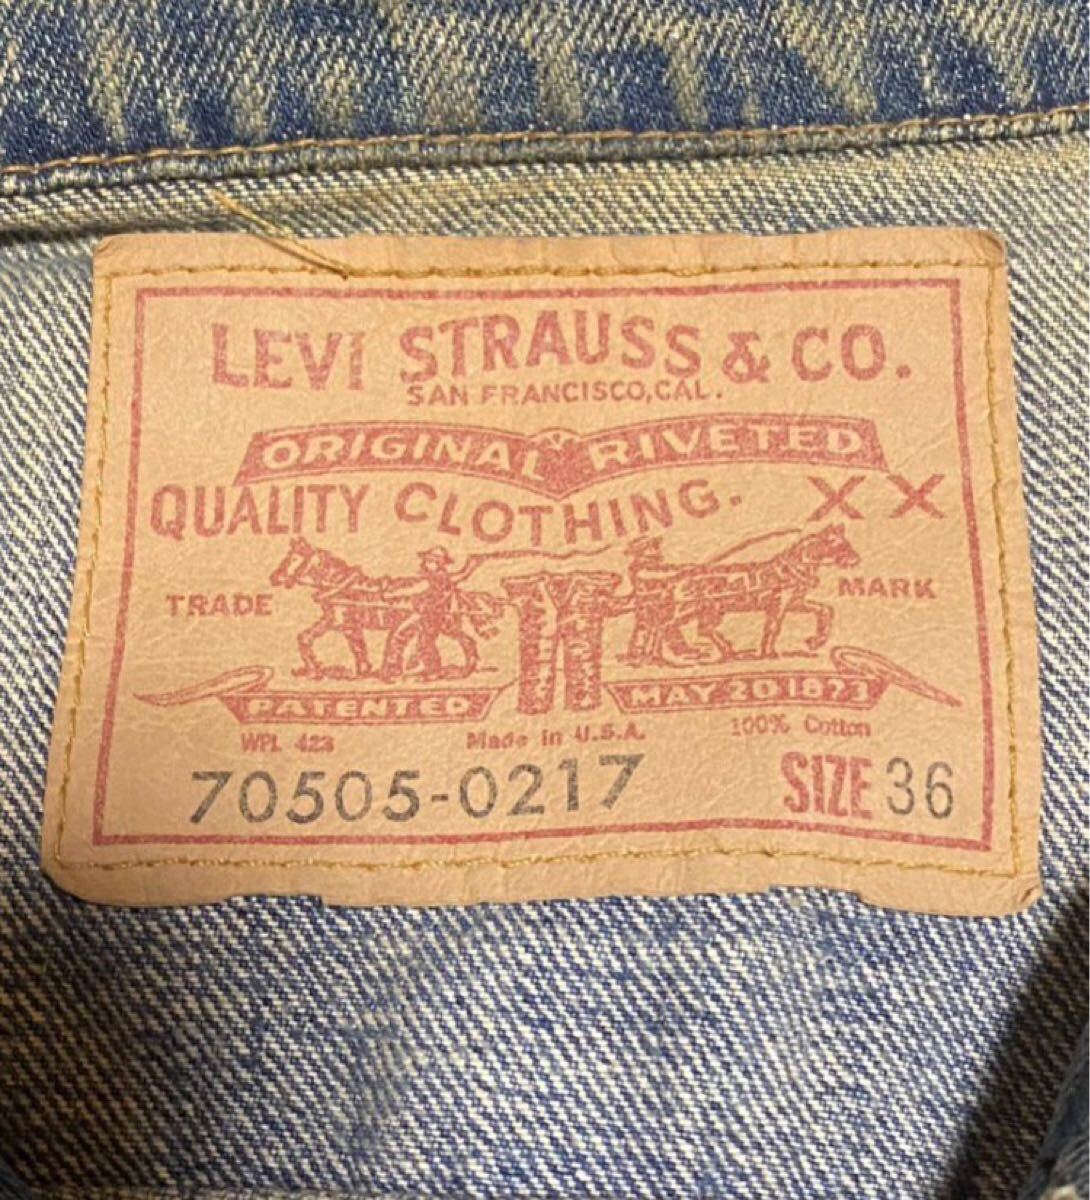 LEVI STRAUSS & CO.
SAN FRANCISCO, CAL.
ORIGINAL RIVETED
QUALITY CLOTHING. XX
TRADE MARK
PATENTED MAY 20 1873
WPL 423 Made in U.S.A. 100% Cotton
70505-0217 SIZE 36